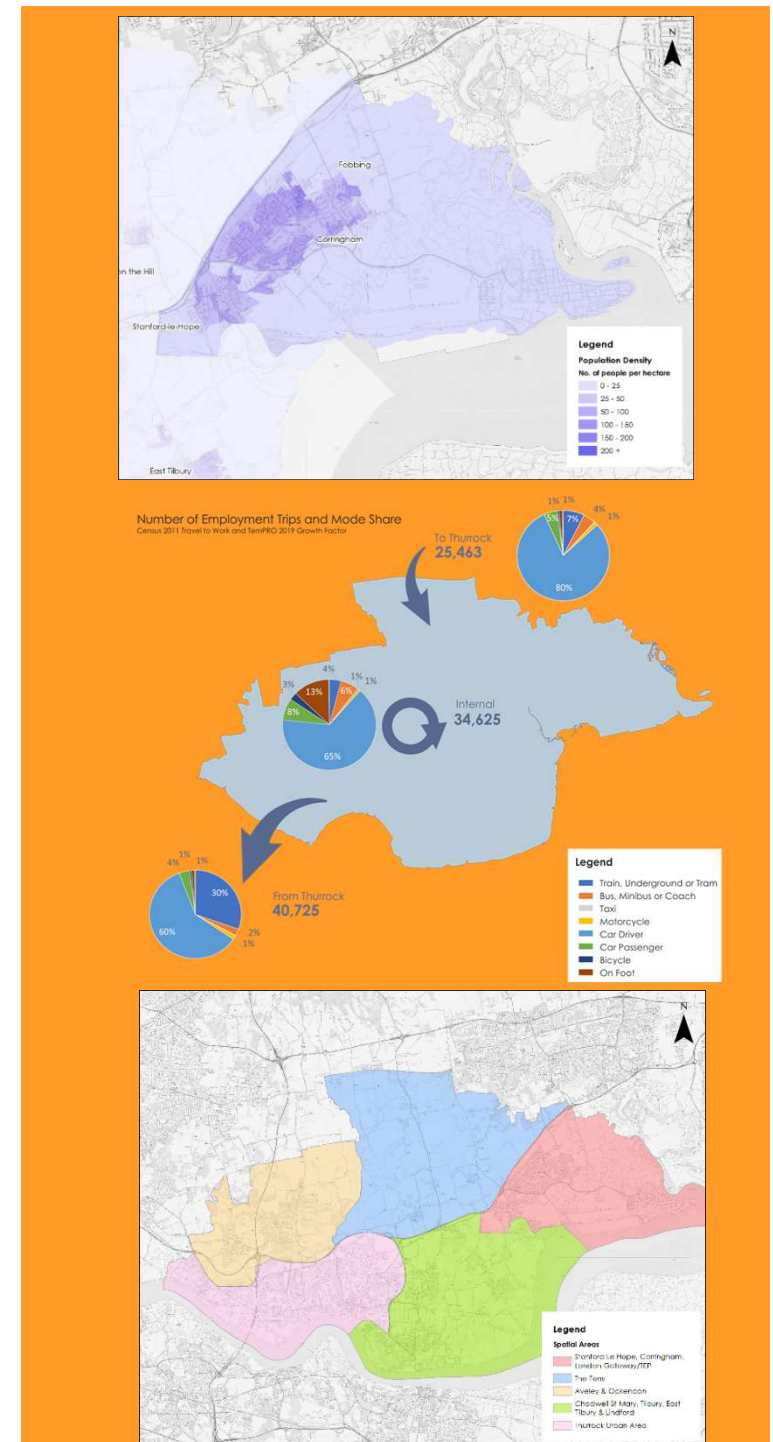 N
Fobbing
Corringham
on the Hill
Stanford-le-Hope
East Tilbury
Legend
Population Density
No. of people per hectare
0 - 25
25 - 50
50 - 100
100 - 150
150 - 200
200 +
Number of Employment Trips and Mode Share
Census 2011 Travel to Work and TemPRO 2019 Growth Factor
To Thurrock
25,463
1% 1%
5% 7% 4%
1%
80%
4%
3% 13% 6% 1% 1%
8%
65%
Internal
34,625
1% 1%
4%
30%
60%
2%
1%
From Thurrock
40,725
Legend
Train, Underground or Tram
Bus, Minibus or Coach
Taxi
Motorcycle
Car Driver
Car Passenger
Bicycle
On Foot
N
Legend
Spatial Areas
Stanford Le Hope, Corringham,
London Gateway/TEP
The Fens
Aveley & Ockendon
Chadwell St Mary, Tilbury, East
Tilbury & Lindford
Thurrock Urban Area